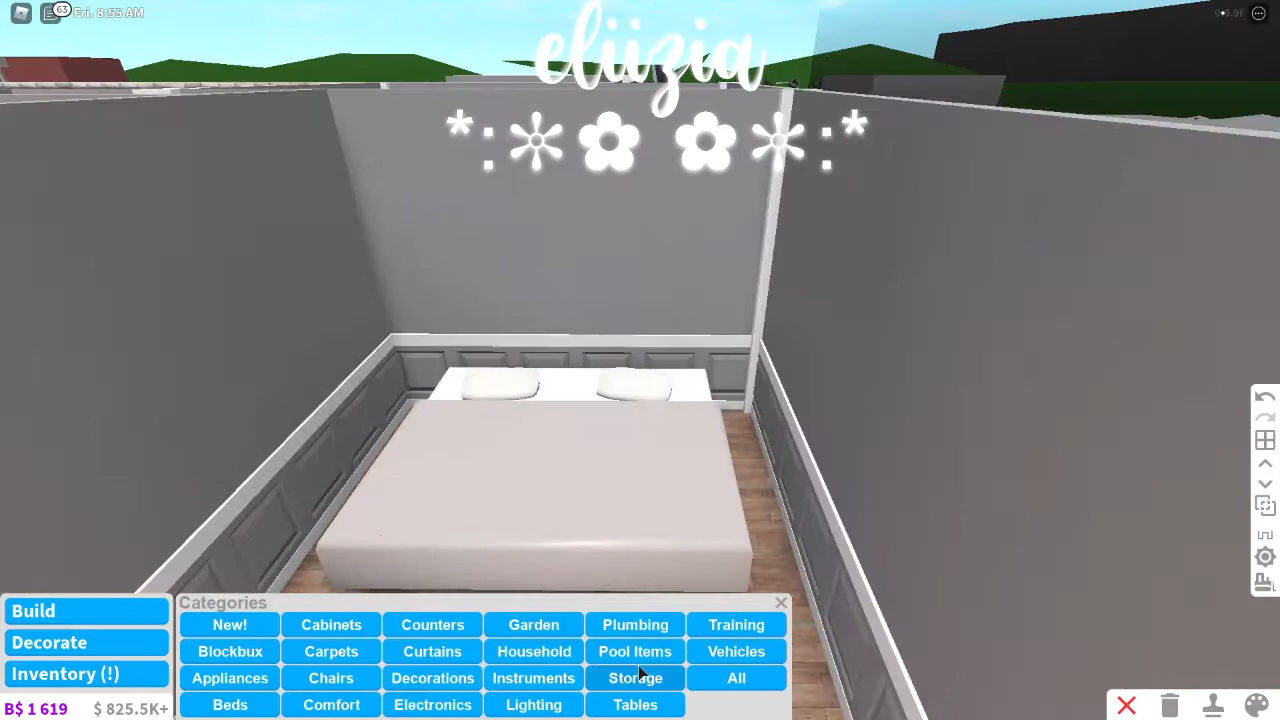 63
Fri. 8:55 AM
eliizia
*:✼✿ ✿✼:*
Build
Decorate
Inventory (!)
B$ 1 619
$ 825.5K+
Categories
New! Cabinets Counters Garden Plumbing Training
Blockbux Carpets Curtains Household Pool Items Vehicles
Appliances Chairs Decorations Instruments Storage All
Beds Comfort Electronics Lighting Tables